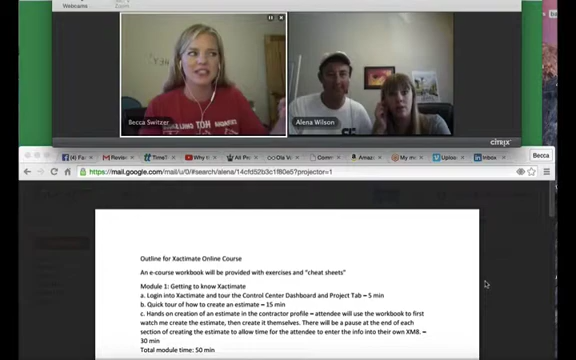 Webcams
Becca Switzer
Alena Wilson
citrix
Becca
https://mail.google.com/mail/u/0/#search/alena/14cfd52b3c1f80e5?projector=1
Outline for Xactimate Online Course
An e-course workbook will be provided with exercises and "cheat sheets"
Module 1: Getting to know Xactimate
a. Login into Xactimate and tour the Control Center Dashboard and Project Tab – 5 min
b. Quick tour of how to create an estimate – 15 min
c. Hands on creation of an estimate in the contractor profile – attendee will use the workbook to first
watch me create the estimate, then create it themselves. There will be a pause at the end of each
section of creating the estimate to allow time for the attendee to enter the info into their own XM8. –
30 min
Total module time: 50 min